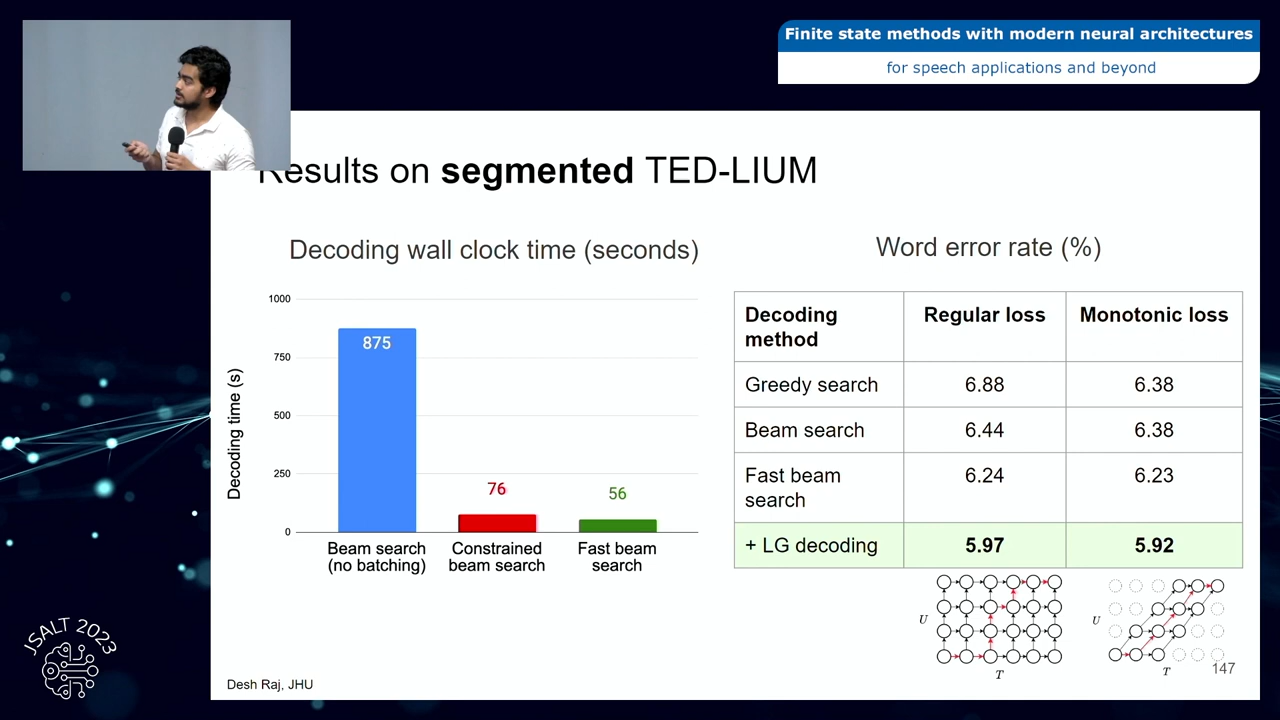 Finite state methods with modern neural architectures
for speech applications and beyond
Results on segmented TED-LIUM
Decoding wall clock time (seconds)
Decoding time (s)
1000
750
500
250
0
875
76
56
Beam search
(no batching)
Constrained
beam search
Fast beam
search
Word error rate (%)
Decoding
method
Regular loss
Monotonic loss
Greedy search
6.88
6.38
Beam search
6.44
6.38
Fast beam
search
6.24
6.23
+ LG decoding
5.97
5.92
U
T
U
T
147
JSALT 2023
Desh Raj, JHU